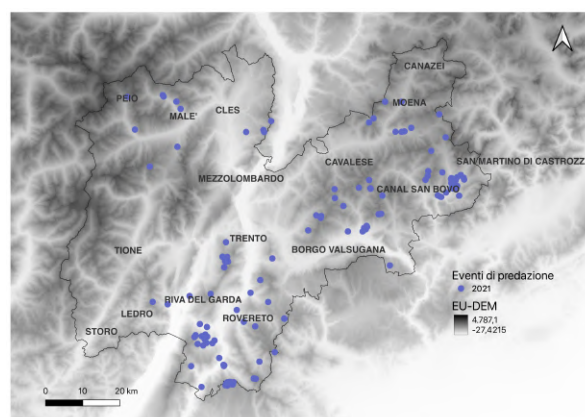 CANAZEI
PEIO
CLES
MALE'
MOENA
CAVALESE
SAN MARTINO DI CASTROZZ
MEZZOLOMBARDO
CANAL SAN BOVO
TRENTO
TIONE
BORGO VALSUGANA
Eventi di predazione
2021
RIVA DEL GARDA
LEDRO
ROVERETO
STORO
EU-DEM
4.787,1
-27,4215
0 10 20 km